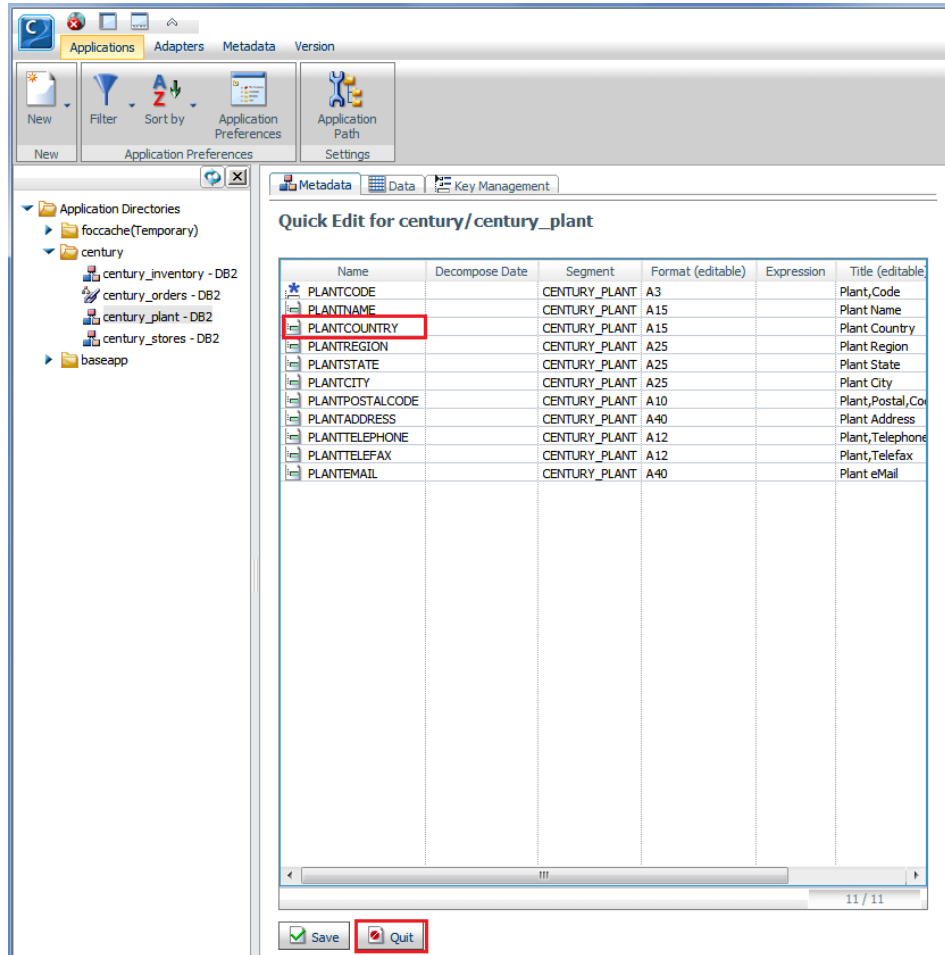 Applications Adapters Metadata Version
New Filter Sort by Application Preferences Application Path
New Application Preferences Settings
Application Directories
foccache(Temporary)
century
century_inventory - DB2
century_orders - DB2
century_plant - DB2
century_stores - DB2
baseapp
Metadata Data Key Management
Quick Edit for century/century_plant
Name Decompose Date Segment Format (editable) Expression Title (editable)
PLANTCODE CENTURY_PLANT A3 Plant,Code
PLANTNAME CENTURY_PLANT A15 Plant Name
PLANTCOUNTRY CENTURY_PLANT A15 Plant Country
PLANTREGION CENTURY_PLANT A25 Plant Region
PLANTSTATE CENTURY_PLANT A25 Plant State
PLANTCITY CENTURY_PLANT A25 Plant City
PLANTPOSTALCODE CENTURY_PLANT A10 Plant,Postal,Co
PLANTADDRESS CENTURY_PLANT A40 Plant Address
PLANTTELEPHONE CENTURY_PLANT A12 Plant,Telephone
PLANTTELEFAX CENTURY_PLANT A12 Plant,Telefax
PLANTEMAIL CENTURY_PLANT A40 Plant eMail
11 / 11
Save Quit